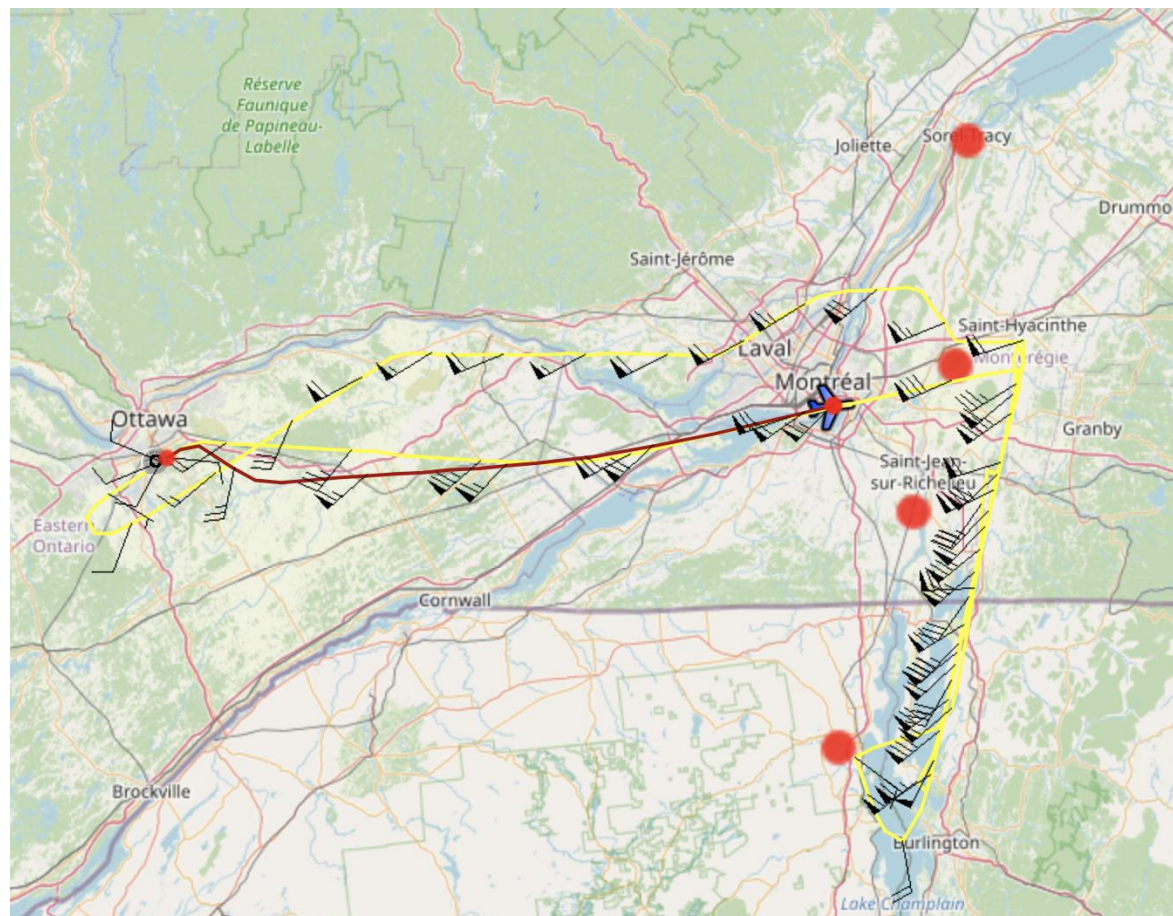 Réserve
Faunique
de Papineau-
Labelle
Joliette
Sorel-Tracy
Drummo
Saint-Jérôme
Saint-Hyacinthe
Laval
Montérégie
Montréal
Ottawa
Granby
Saint-Jean-
sur-Richelieu
Eastern
Ontario
Cornwall
Brockville
Burlington
Lake Champlain